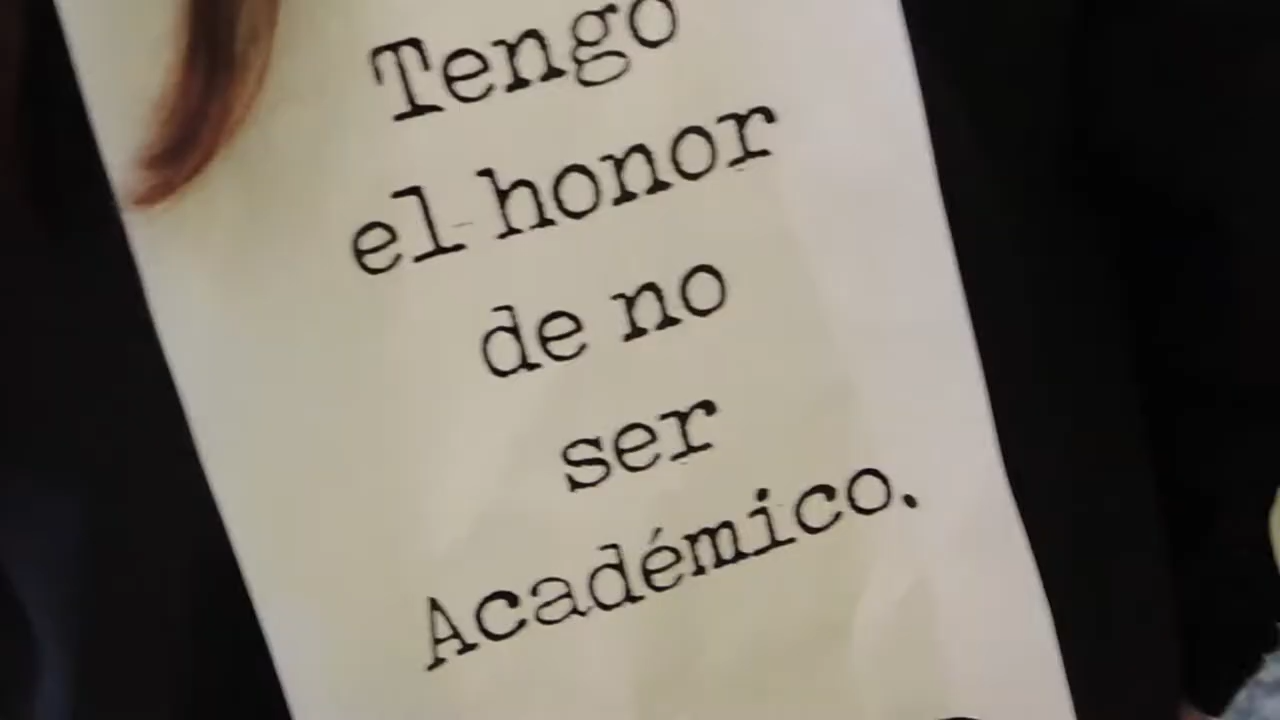 Tengo
el honor
de no
ser
Académico.